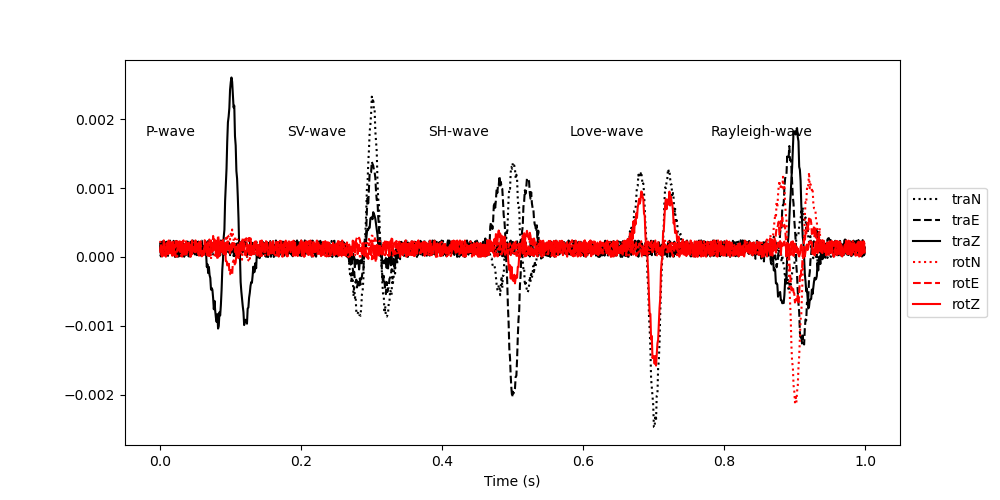 P-wave SV-wave SH-wave Love-wave Rayleigh-wave
0.002
0.001
0.000
−0.001
−0.002
0.0 0.2 0.4 0.6 0.8 1.0
Time (s)
traN
traE
traZ
rotN
rotE
rotZ